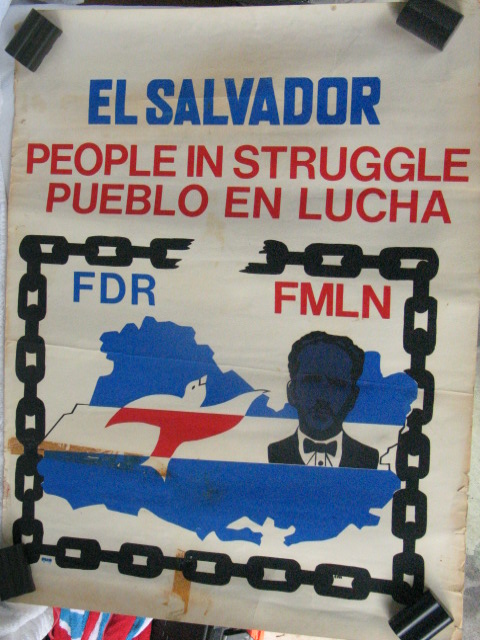 EL SALVADOR
PEOPLE IN STRUGGLE
PUEBLO EN LUCHA
FDR
FMLN